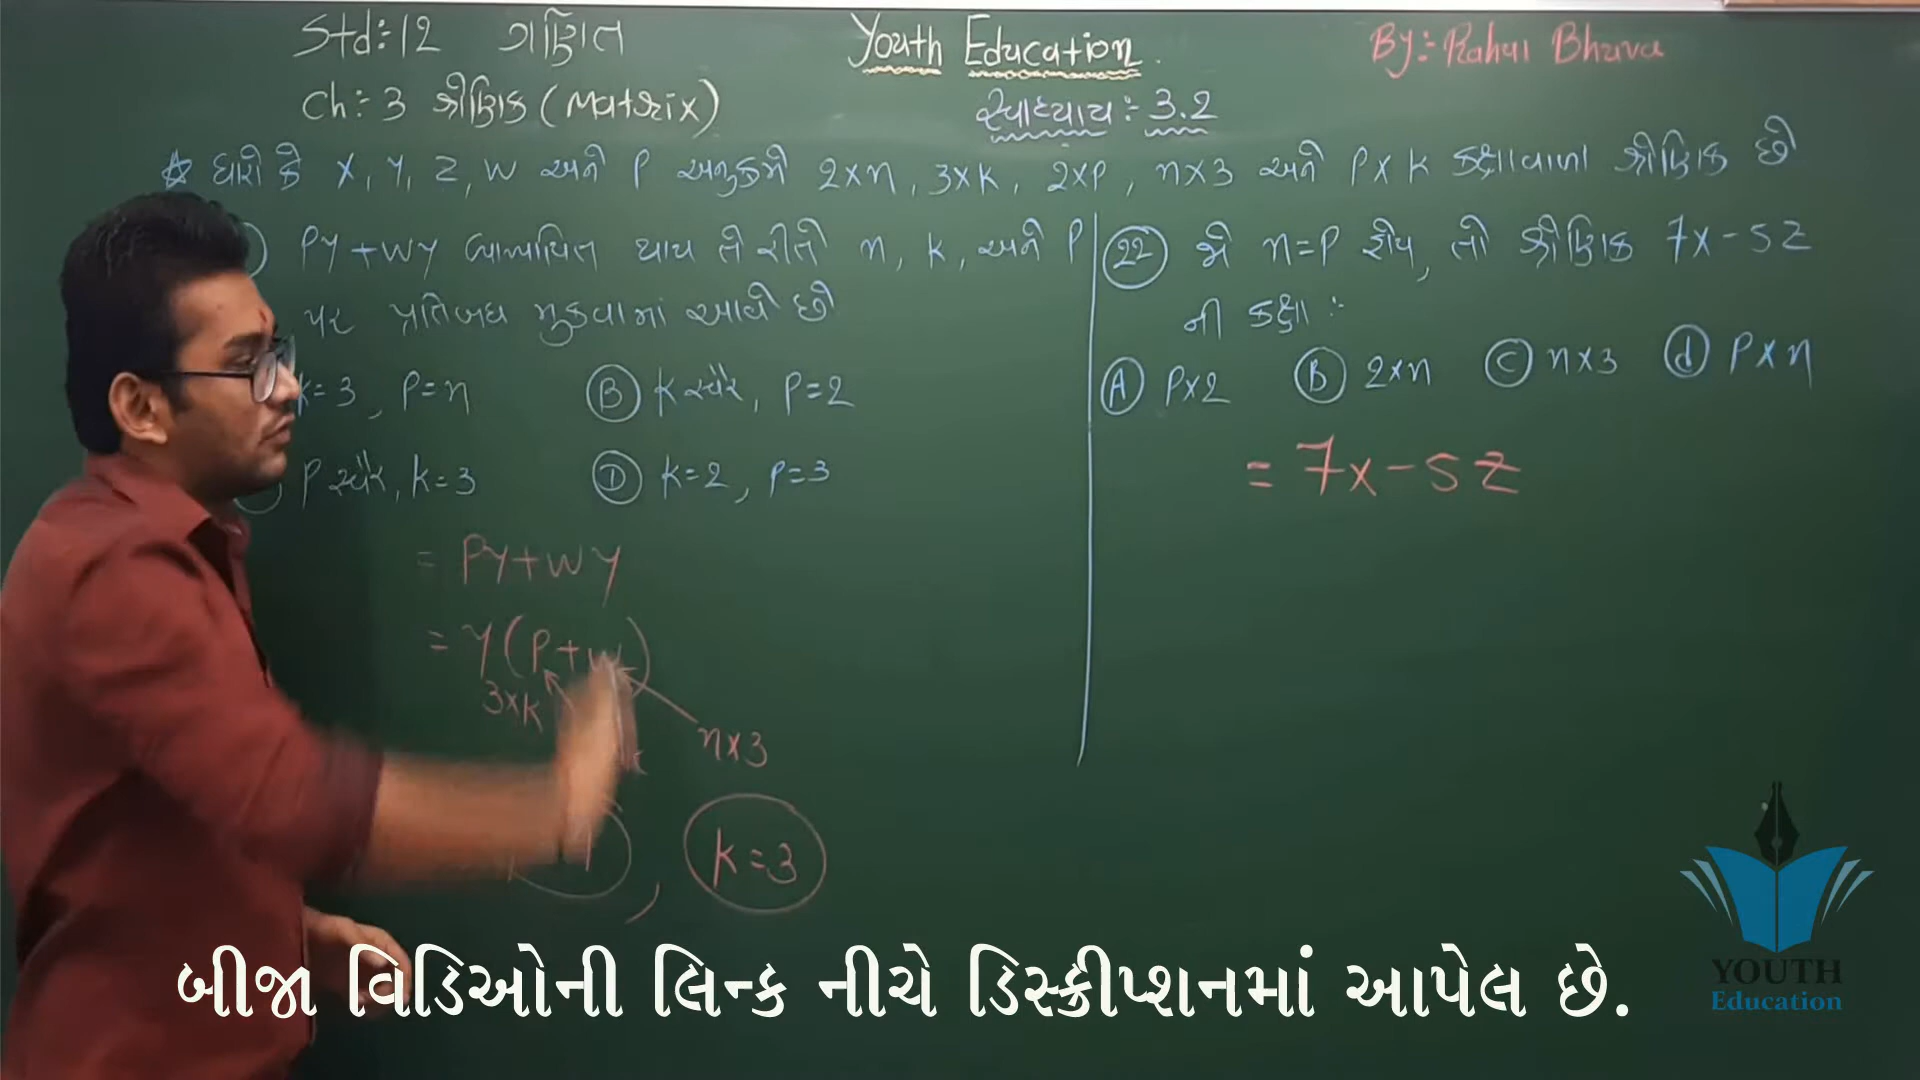 Std:-12 ગણિત
Youth Education.
By:- Rahul Bhuva
Ch:- 3 શ્રેણિક (Matrix)
સ્વાધ્યાય :- 3.2
ધારો કે X, Y, Z, W અને P અનુક્રમે 2×n, 3×k, 2×p, n×3 અને P×k કક્ષાવાળા શ્રેણિક છે
PY+WY વ્યાખ્યાયિત થાય તે રીતે n, k, અને P
પર પ્રતિબંધ મુકવામાં આવે છે
k=3, P=n
B k સ્વૈર, P=2
P સ્વૈર, k=3
D k=2, P=3
= PY+WY
= Y(P+W)
3×k
n×3
, k=3
22 જો n=P હોય, તો શ્રેણિક 7x-5z
ની કક્ષા :-
A P×2 B 2×n C n×3 d P×n
= 7x-5z
બીજા વિડિઓની લિન્ક નીચે ડિસ્ક્રીપ્શનમાં આપેલ છે.
YOUTH
Education